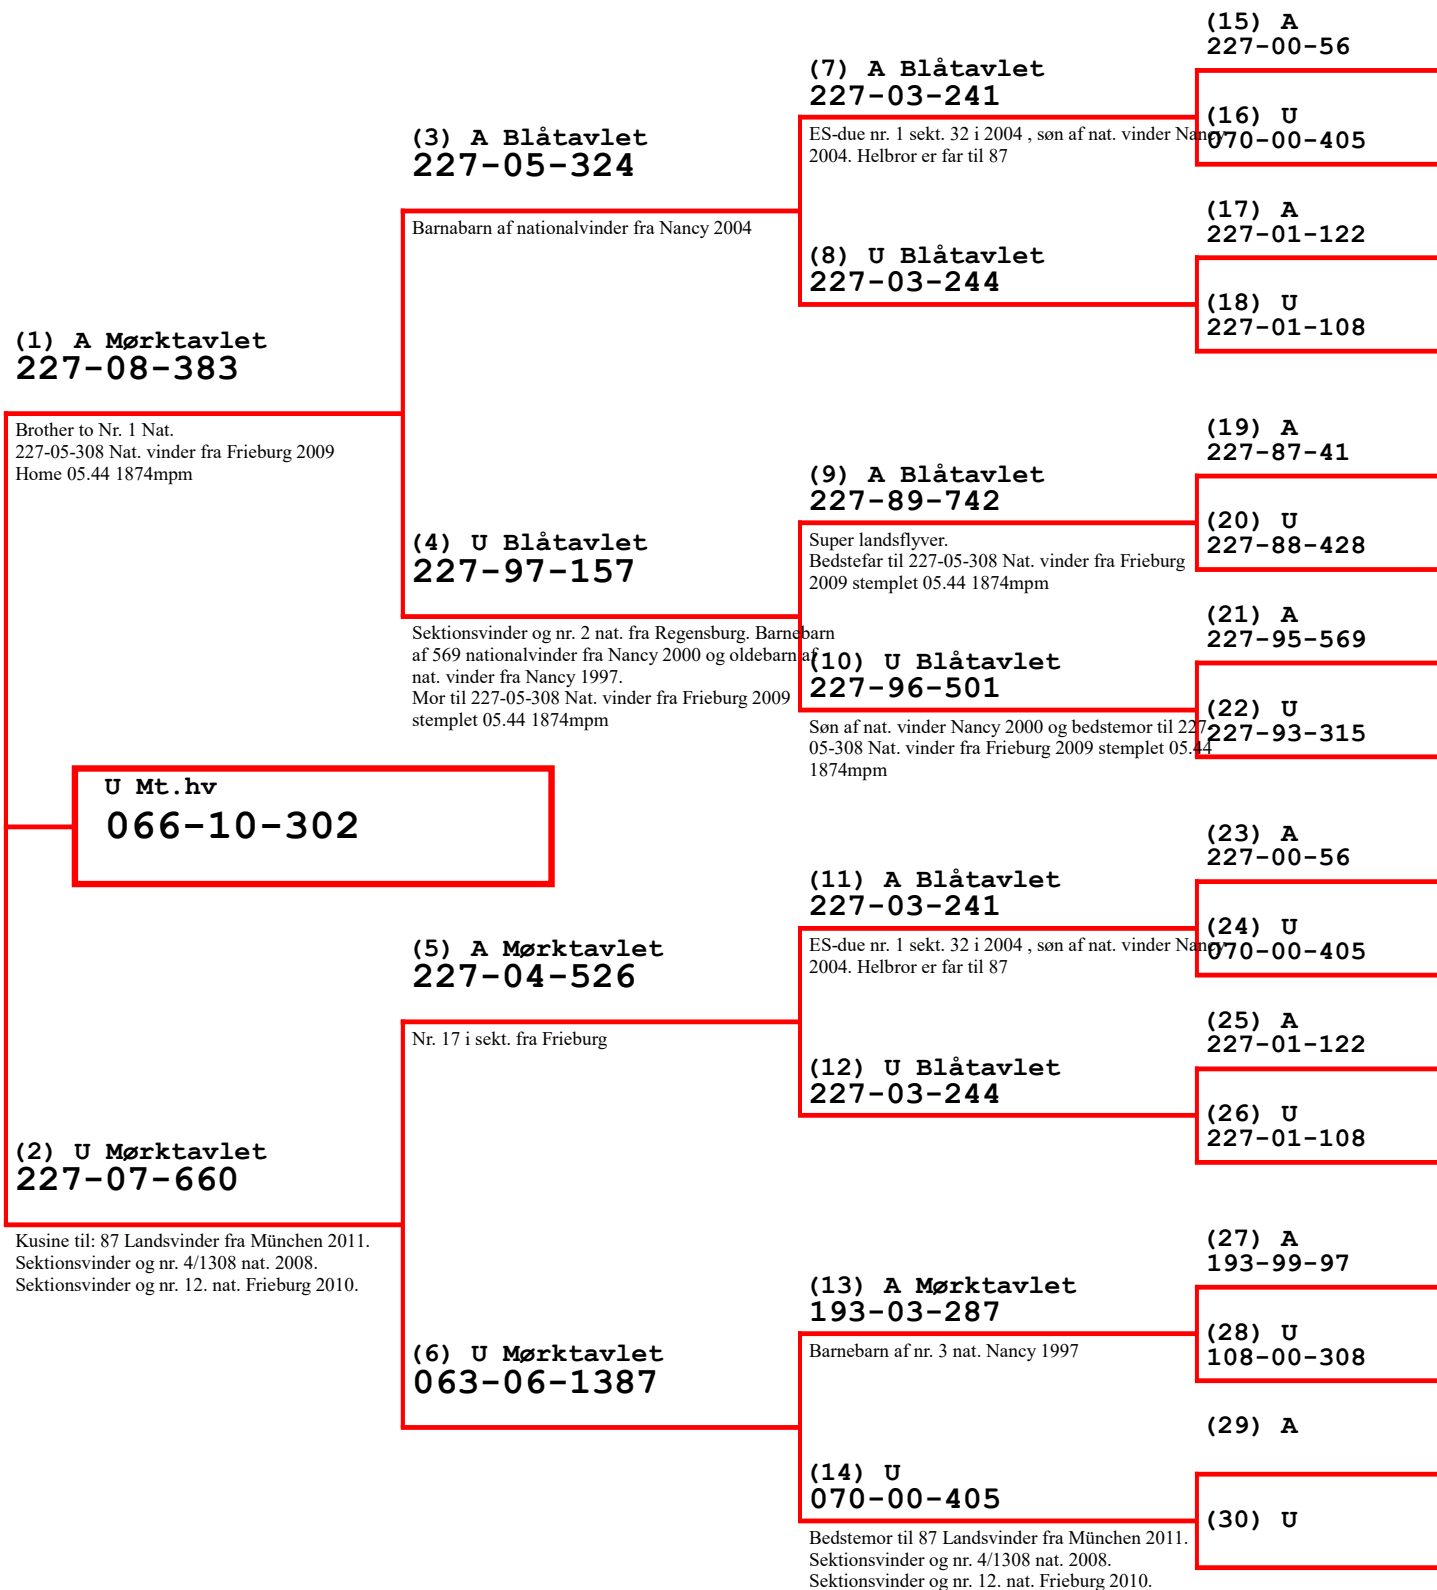 (1) A Mørktavlet
227-08-383
Brother to Nr. 1 Nat.
227-05-308 Nat. vinder fra Frieburg 2009
Home 05.44 1874mpm
U Mt.hv
066-10-302
(2) U Mørktavlet
227-07-660
Kusine til: 87 Landsvinder fra München 2011.
Sektionsvinder og nr. 4/1308 nat. 2008.
Sektionsvinder og nr. 12. nat. Frieburg 2010.
(3) A Blåtavlet
227-05-324
Barnabarn af nationalvinder fra Nancy 2004
(4) U Blåtavlet
227-97-157
Sektionsvinder og nr. 2 nat. fra Regensburg. Barnebarn
af 569 nationalvinder fra Nancy 2000 og oldebarn af
nat. vinder fra Nancy 1997.
Mor til 227-05-308 Nat. vinder fra Frieburg 2009
stemplet 05.44 1874mpm
(5) A Mørktavlet
227-04-526
Nr. 17 i sekt. fra Frieburg
(6) U Mørktavlet
063-06-1387
(7) A Blåtavlet
227-03-241
ES-due nr. 1 sekt. 32 i 2004 , søn af nat. vinder Nancy
2004. Helbror er far til 87
(8) U Blåtavlet
227-03-244
(9) A Blåtavlet
227-89-742
Super landsflyver.
Bedstefar til 227-05-308 Nat. vinder fra Frieburg
2009 stemplet 05.44 1874mpm
(10) U Blåtavlet
227-96-501
Søn af nat. vinder Nancy 2000 og bedstemor til 227-
05-308 Nat. vinder fra Frieburg 2009 stemplet 05.44
1874mpm
(11) A Blåtavlet
227-03-241
ES-due nr. 1 sekt. 32 i 2004 , søn af nat. vinder Nancy
2004. Helbror er far til 87
(12) U Blåtavlet
227-03-244
(13) A Mørktavlet
193-03-287
Barnebarn af nr. 3 nat. Nancy 1997
(14) U
070-00-405
Bedstemor til 87 Landsvinder fra München 2011.
Sektionsvinder og nr. 4/1308 nat. 2008.
Sektionsvinder og nr. 12. nat. Frieburg 2010.
(15) A
227-00-56
(16) U
070-00-405
(17) A
227-01-122
(18) U
227-01-108
(19) A
227-87-41
(20) U
227-88-428
(21) A
227-95-569
(22) U
227-93-315
(23) A
227-00-56
(24) U
070-00-405
(25) A
227-01-122
(26) U
227-01-108
(27) A
193-99-97
(28) U
108-00-308
(29) A
(30) U